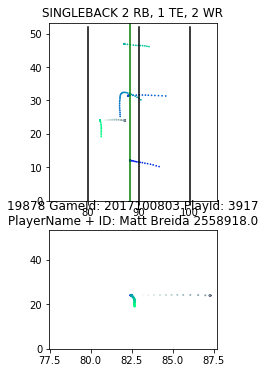 SINGLEBACK 2 RB, 1 TE, 2 WR
50
40
30
20
10
0
80 90 100
19878 GameId: 2017100803 PlayId: 3917
PlayerName + ID: Matt Breida 2558918.0
40
20
0
77.5 80.0 82.5 85.0 87.5